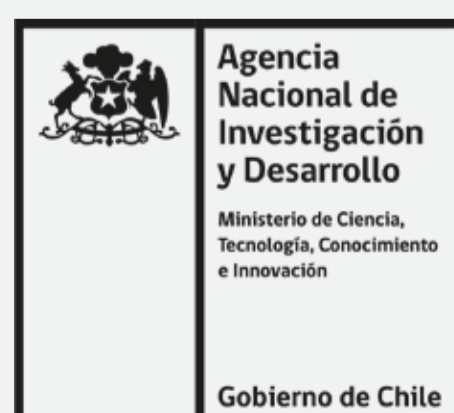 Agencia
Nacional de
Investigación
y Desarrollo
Ministerio de Ciencia,
Tecnología, Conocimiento
e Innovación
Gobierno de Chile